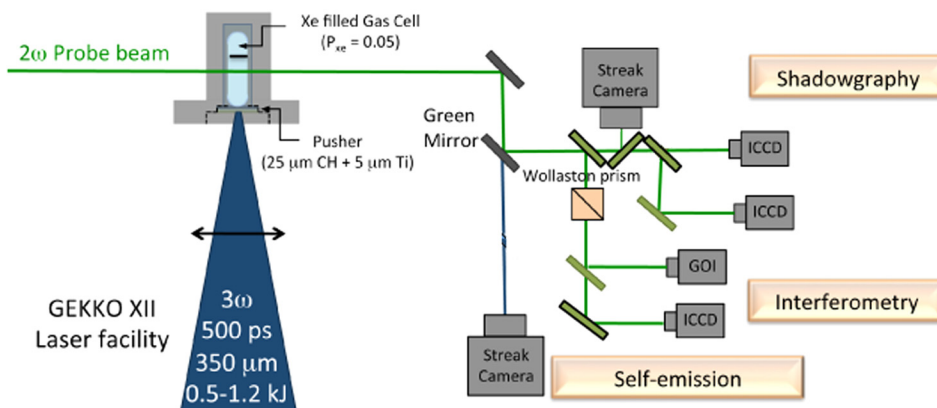 Xe filled Gas Cell
(Pxe = 0.05)
2ω Probe beam
Streak
Camera
Shadowgraphy
Green
Mirror
ICCD
Pusher
(25 μm CH + 5 μm Ti)
Wollaston prism
ICCD
GOI
GEKKO XII
Laser facility
3ω
500 ps
350 μm
0.5-1.2 kJ
Interferometry
ICCD
Streak
Camera
Self-emission